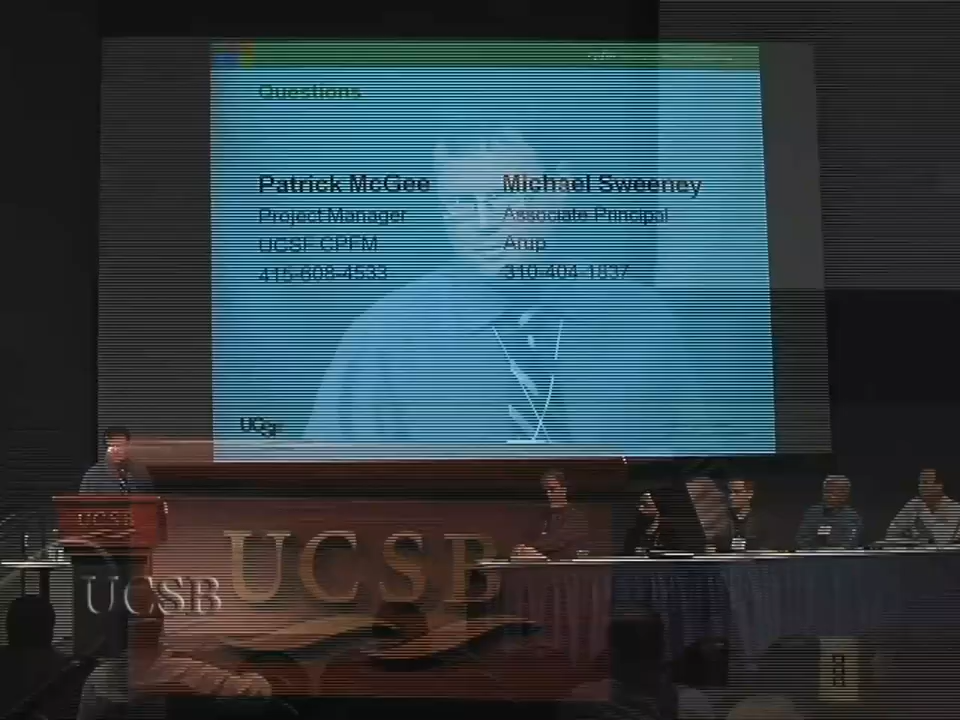 Questions
Patrick McGee
Project Manager
UCSF CPFM
415-608-4533
Michael Sweeney
Associate Principal
Arup
310-404-1837
UCSF
UCSB
UCSB
UCSB